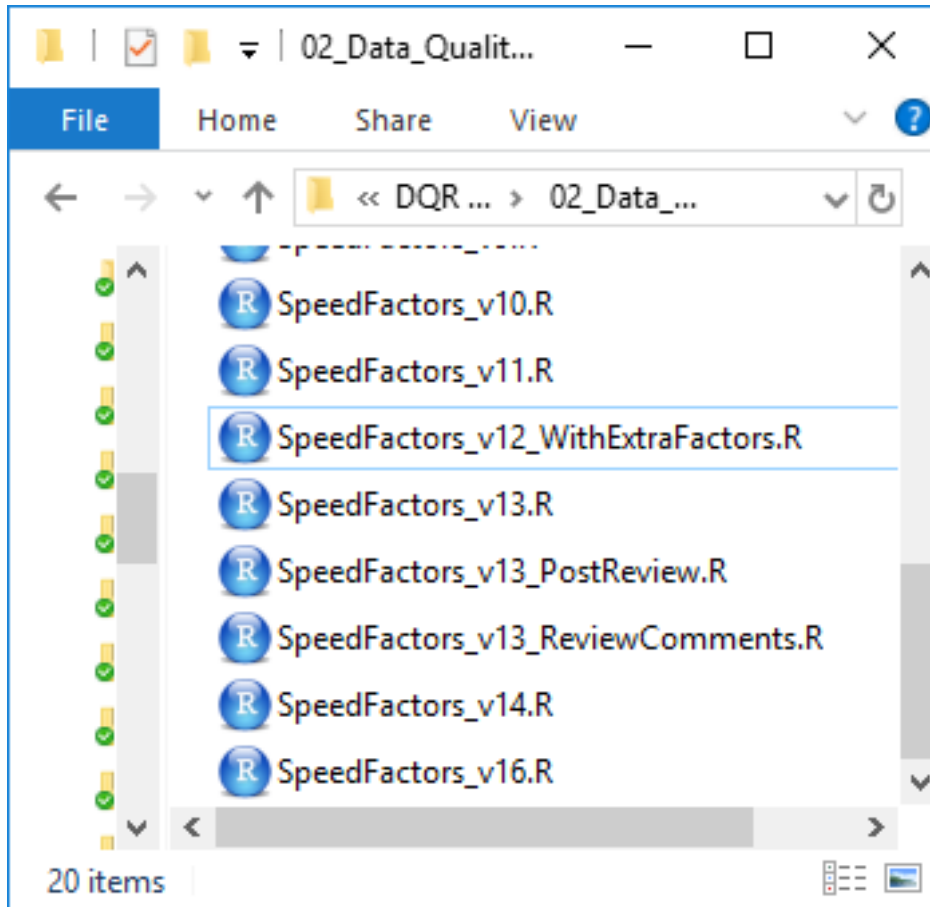 02_Data_Qualit...
File Home Share View
« DQR ... › 02_Data_...
SpeedFactors_v10.R
SpeedFactors_v11.R
SpeedFactors_v12_WithExtraFactors.R
SpeedFactors_v13.R
SpeedFactors_v13_PostReview.R
SpeedFactors_v13_ReviewComments.R
SpeedFactors_v14.R
SpeedFactors_v16.R
20 items